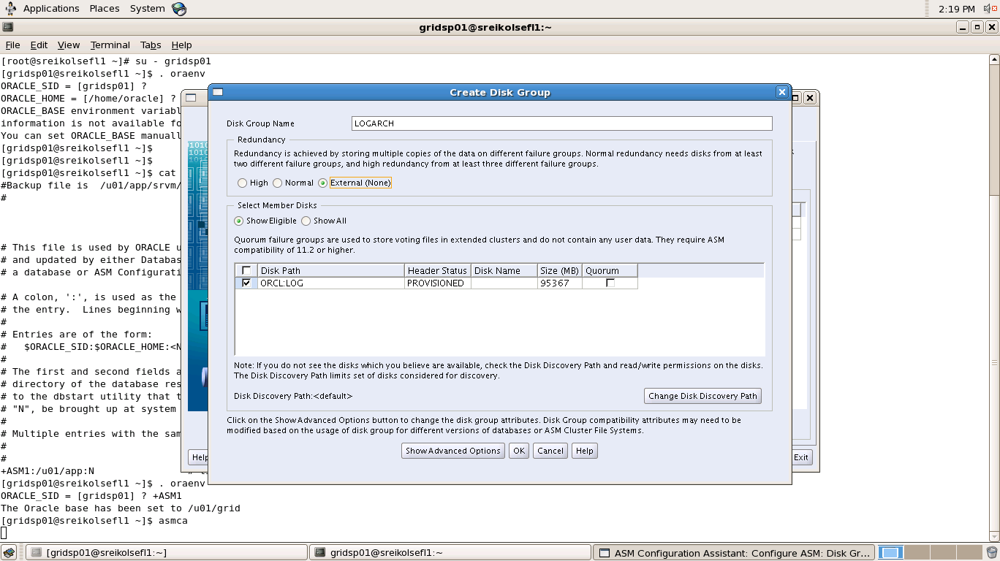 Applications Places System 2:19 PM
gridsp01@sreikolsefl1:~
File Edit View Terminal Tabs Help
[root@sreikolsefl1 ~]# su - gridsp01
[gridsp01@sreikolsefl1 ~]$ . oraenv
ORACLE_SID = [gridsp01] ?
ORACLE_HOME = [/home/oracle] ?
ORACLE_BASE environment variabl
information is not available fo
You can set ORACLE_BASE manuall
[gridsp01@sreikolsefl1 ~]$
[gridsp01@sreikolsefl1 ~]$
[gridsp01@sreikolsefl1 ~]$ cat
#Backup file is  /u01/app/srvm/
#
# This file is used by ORACLE u
# and updated by either Databas
# a database or ASM Configurati
# A colon, ':', is used as the
# the entry.  Lines beginning w
#
# Entries are of the form:
#   $ORACLE_SID:$ORACLE_HOME:<N
#
# The first and second fields a
# directory of the database res
# to the dbstart utility that t
# "N", be brought up at system
#
# Multiple entries with the sam
#
#
+ASM1:/u01/app:N
[gridsp01@sreikolsefl1 ~]$ . oraenv
ORACLE_SID = [gridsp01] ? +ASM1
The Oracle base has been set to /u01/grid
[gridsp01@sreikolsefl1 ~]$ asmca
Create Disk Group
Disk Group Name LOGARCH
Redundancy
Redundancy is achieved by storing multiple copies of the data on different failure groups. Normal redundancy needs disks from at least
two different failure groups, and high redundancy from at least three different failure groups.
High Normal External (None)
Select Member Disks
Show Eligible Show All
Quorum failure groups are used to store voting files in extended clusters and do not contain any user data. They require ASM
compatibility of 11.2 or higher.
Disk Path Header Status Disk Name Size (MB) Quorum
ORCL:LOG PROVISIONED 95367
Note: If you do not see the disks which you believe are available, check the Disk Discovery Path and read/write permissions on the disks.
The Disk Discovery Path limits set of disks considered for discovery.
Disk Discovery Path:<default> Change Disk Discovery Path
Click on the Show Advanced Options button to change the disk group attributes. Disk Group compatibility attributes may need to be
modified based on the usage of disk group for different versions of databases or ASM Cluster File Systems.
Show Advanced Options OK Cancel Help
Help Exit
[gridsp01@sreikolsefl1:~] gridsp01@sreikolsefl1:~ ASM Configuration Assistant: Configure ASM: Disk Gr...